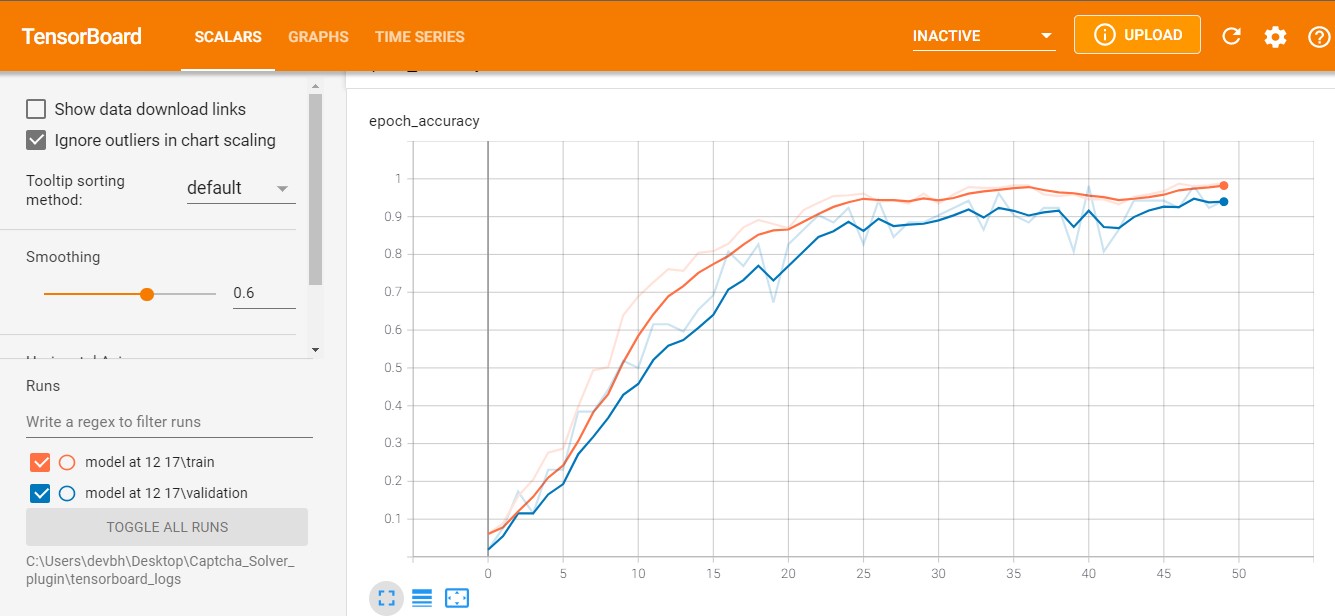 TensorBoard
SCALARS GRAPHS TIME SERIES
INACTIVE
UPLOAD
Show data download links
Ignore outliers in chart scaling
Tooltip sorting
method:
default
Smoothing
0.6
Runs
Write a regex to filter runs
model at 12 17\train
model at 12 17\validation
TOGGLE ALL RUNS
C:\Users\devbh\Desktop\Captcha_Solver_
plugin\tensorboard_logs
epoch_accuracy
1
0.9
0.8
0.7
0.6
0.5
0.4
0.3
0.2
0.1
0 5 10 15 20 25 30 35 40 45 50